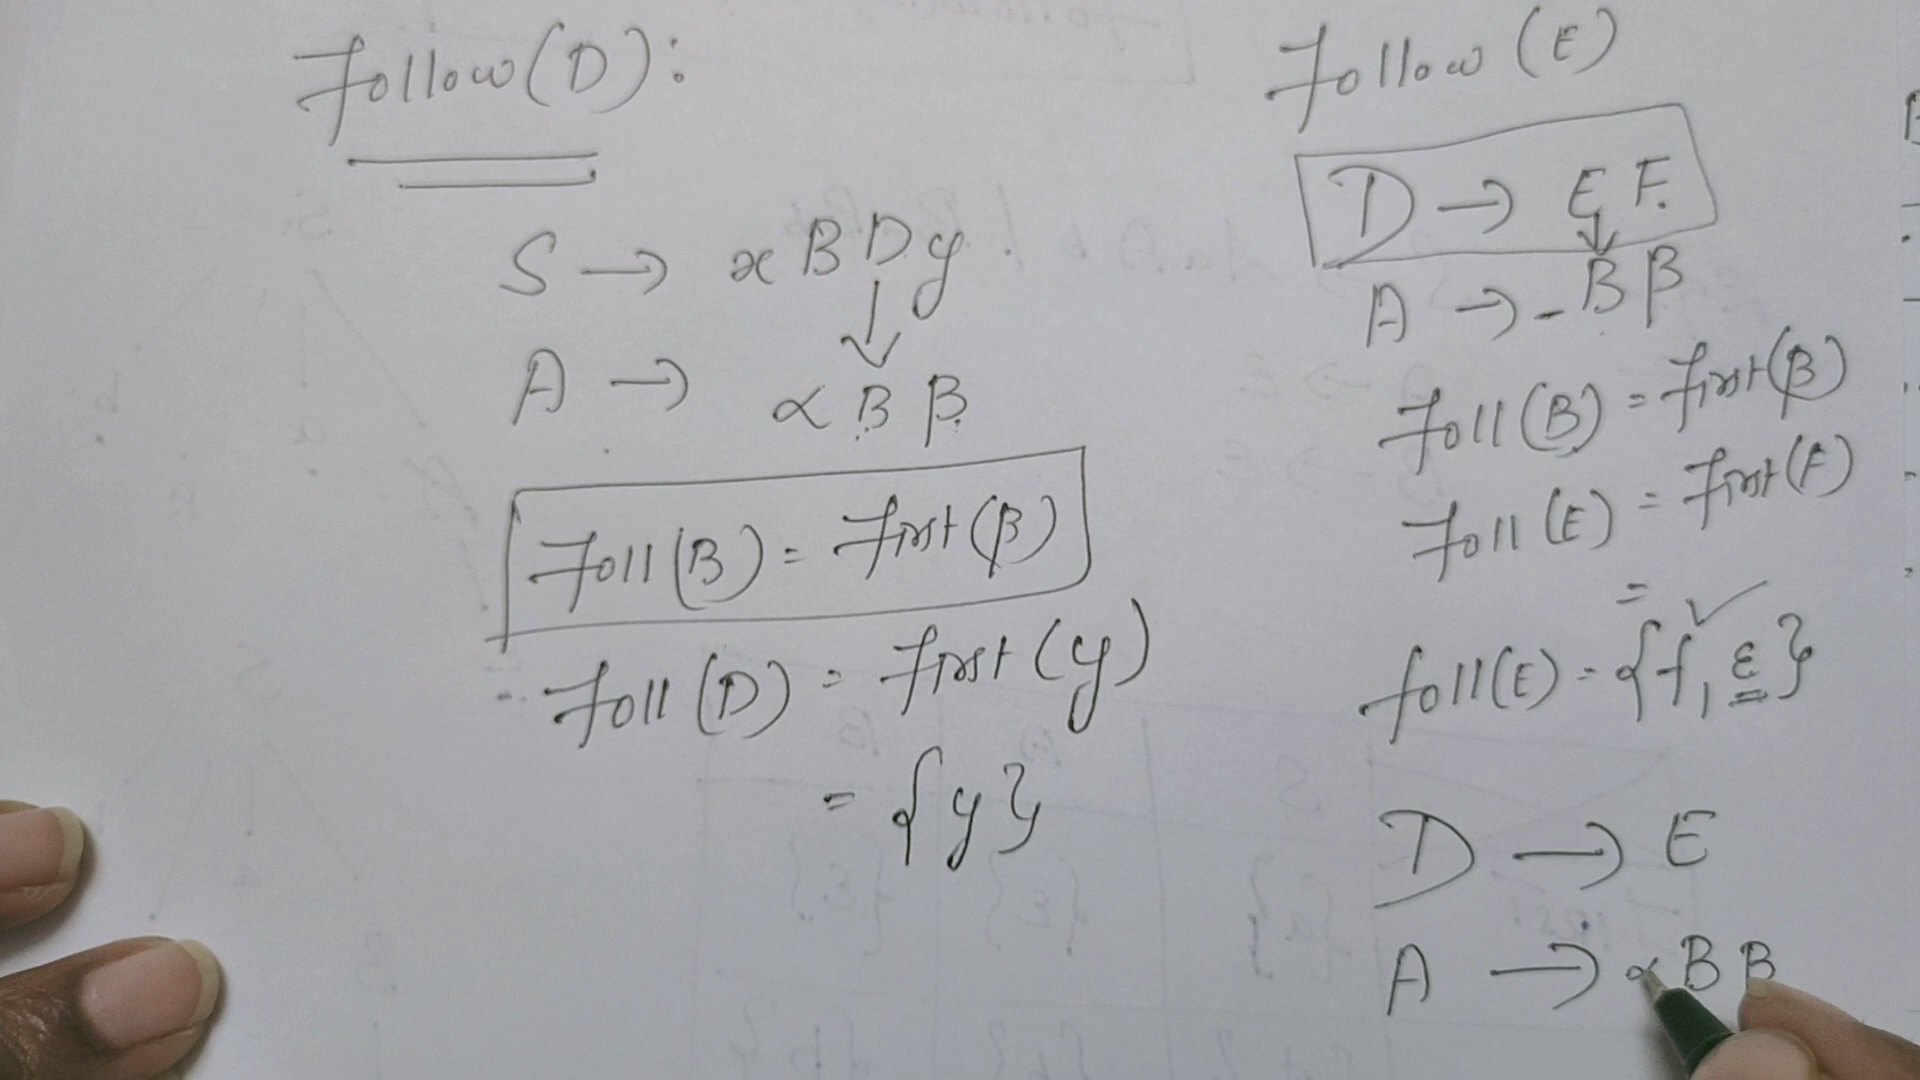 Follow(D):
S → x B D y
A → α B β
Foll(B) = First(β)
Foll(D) = First(y)
= {y}
Follow(E)
D → E F
A → - B β
Foll(B) = First(β)
Foll(E) = First(F)
=
foll(E) = {f, ε}
D → E
A → α B β